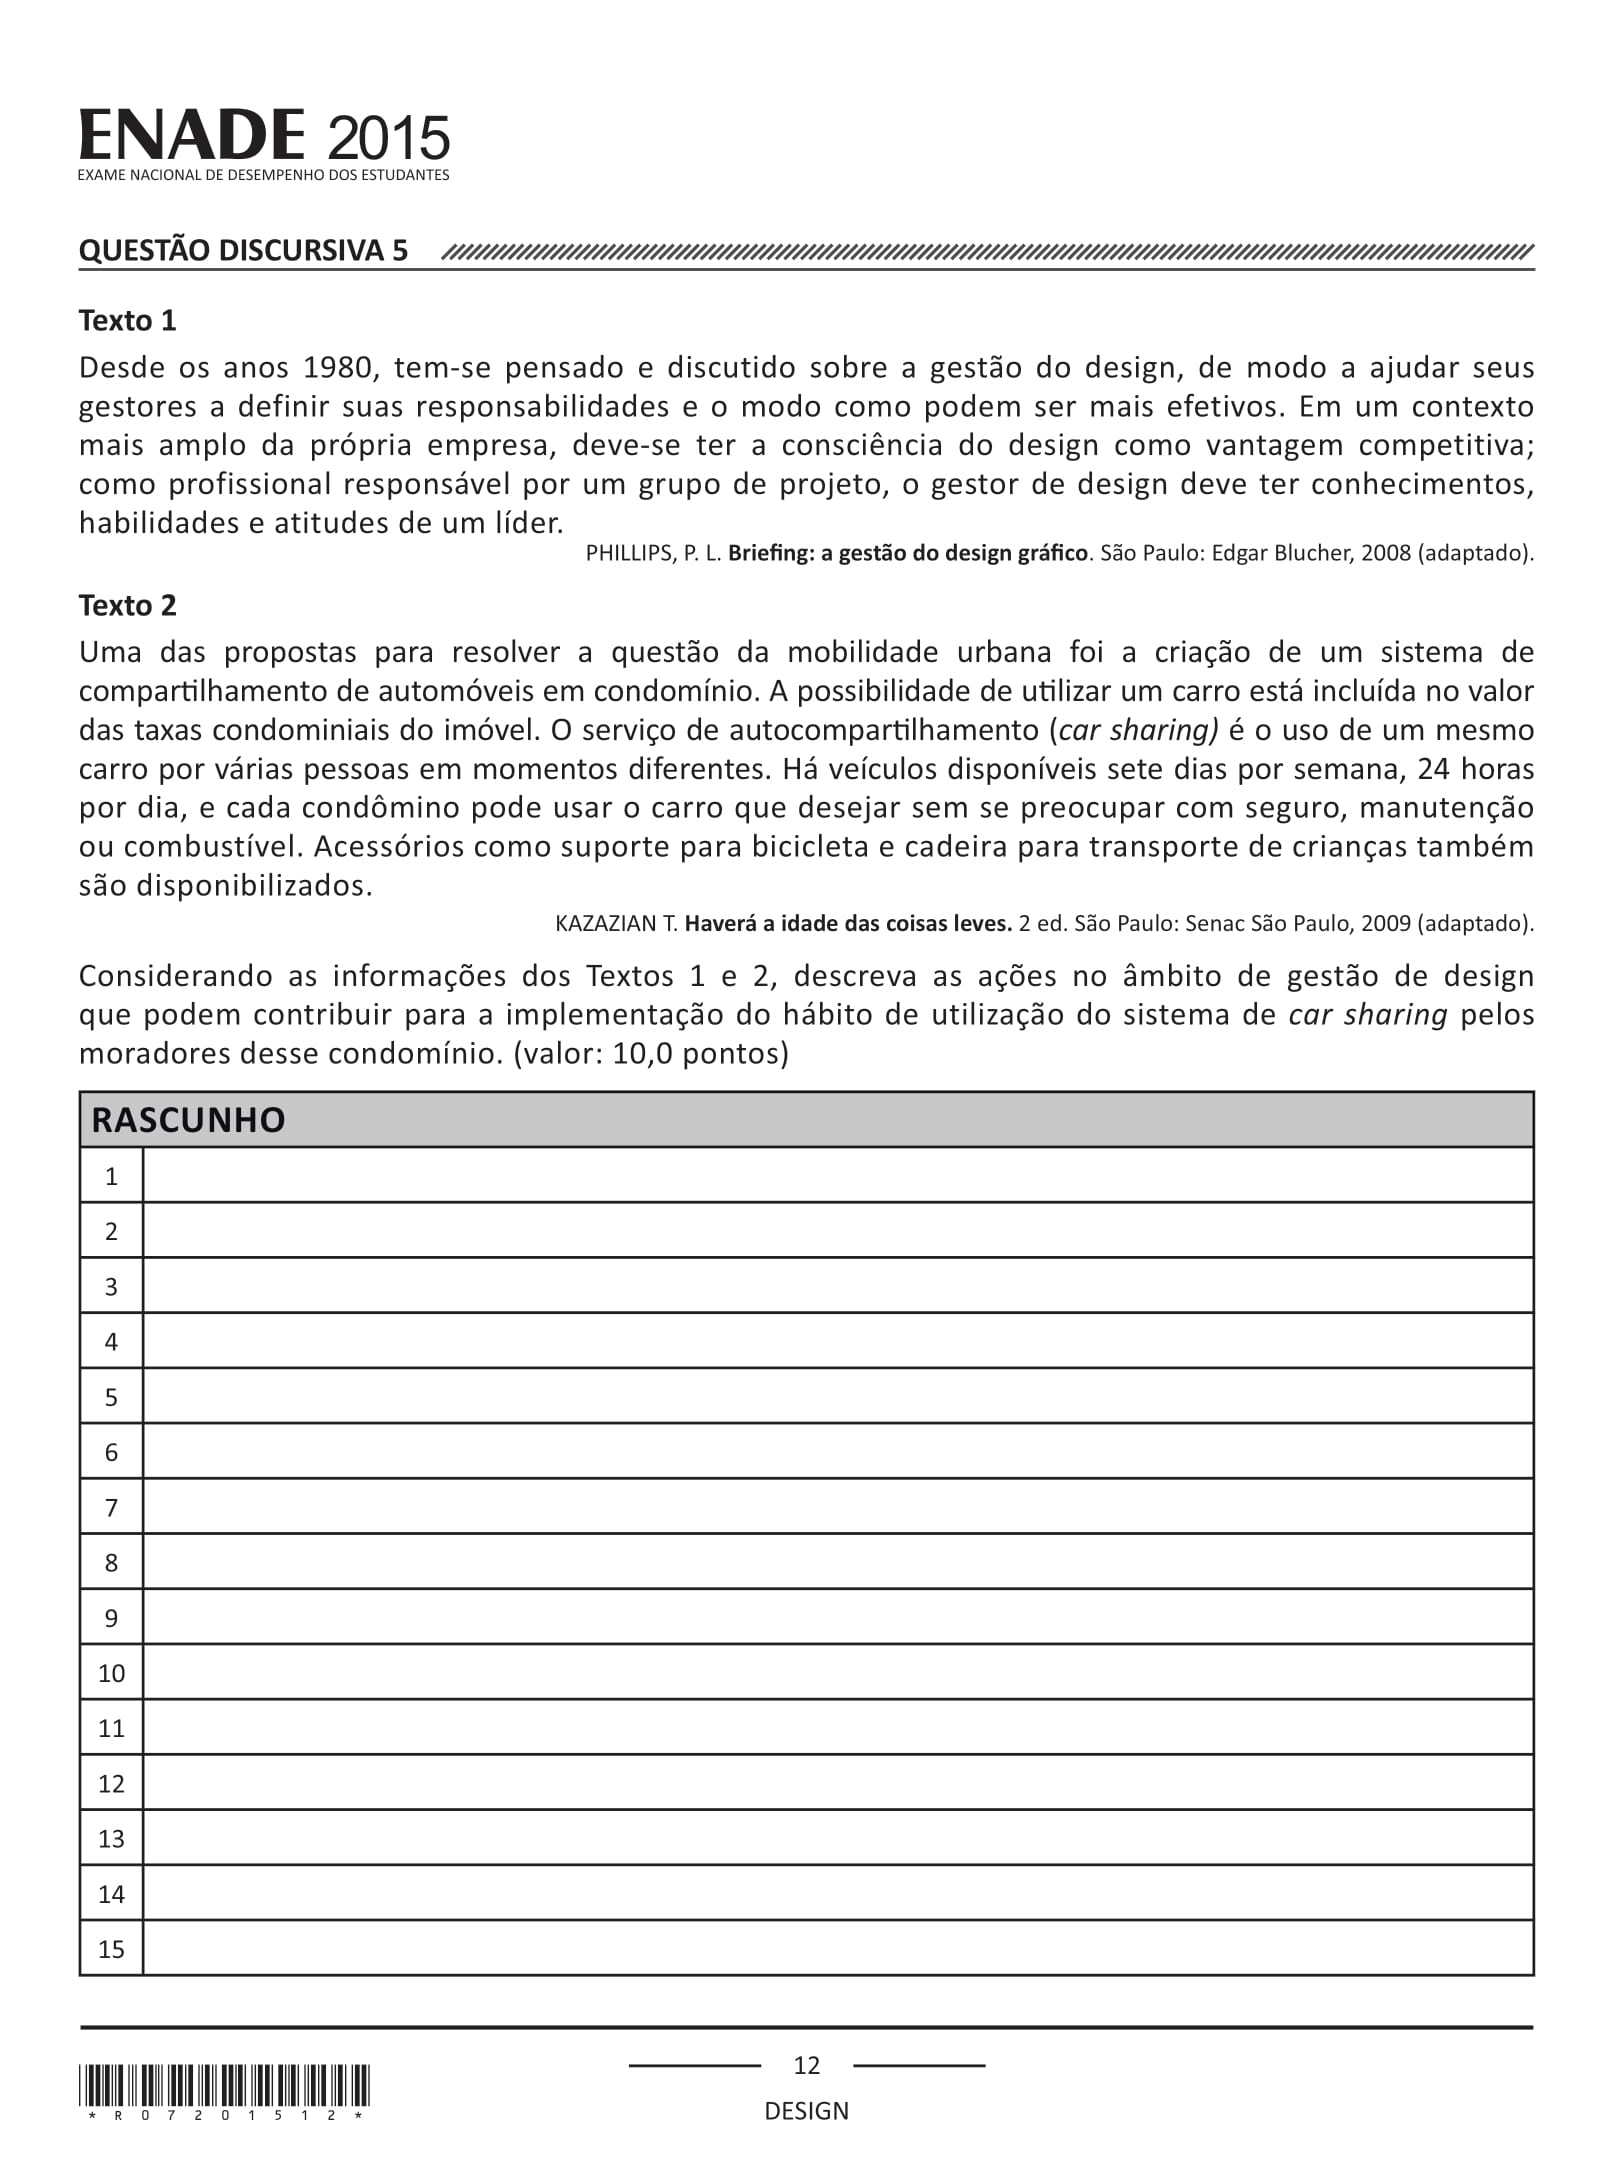 ENADE 2015
EXAME NACIONAL DE DESEMPENHO DOS ESTUDANTES
QUESTÃO DISCURSIVA 5
Texto 1
Desde os anos 1980, tem-se pensado e discutido sobre a gestão do design, de modo a ajudar seus
gestores a definir suas responsabilidades e o modo como podem ser mais efetivos. Em um contexto
mais amplo da própria empresa, deve-se ter a consciência do design como vantagem competitiva;
como profissional responsável por um grupo de projeto, o gestor de design deve ter conhecimentos,
habilidades e atitudes de um líder.
PHILLIPS, P. L. Briefing: a gestão do design gráfico. São Paulo: Edgar Blucher, 2008 (adaptado).
Texto 2
Uma das propostas para resolver a questão da mobilidade urbana foi a criação de um sistema de
compartilhamento de automóveis em condomínio. A possibilidade de utilizar um carro está incluída no valor
das taxas condominiais do imóvel. O serviço de autocompartilhamento (car sharing) é o uso de um mesmo
carro por várias pessoas em momentos diferentes. Há veículos disponíveis sete dias por semana, 24 horas
por dia, e cada condômino pode usar o carro que desejar sem se preocupar com seguro, manutenção
ou combustível. Acessórios como suporte para bicicleta e cadeira para transporte de crianças também
são disponibilizados.
KAZAZIAN T. Haverá a idade das coisas leves. 2 ed. São Paulo: Senac São Paulo, 2009 (adaptado).
Considerando as informações dos Textos 1 e 2, descreva as ações no âmbito de gestão de design
que podem contribuir para a implementação do hábito de utilização do sistema de car sharing pelos
moradores desse condomínio. (valor: 10,0 pontos)
RASCUNHO
1
2
3
4
5
6
7
8
9
10
11
12
13
14
15
12
DESIGN
* R 0 7 2 0 1 5 1 2 *